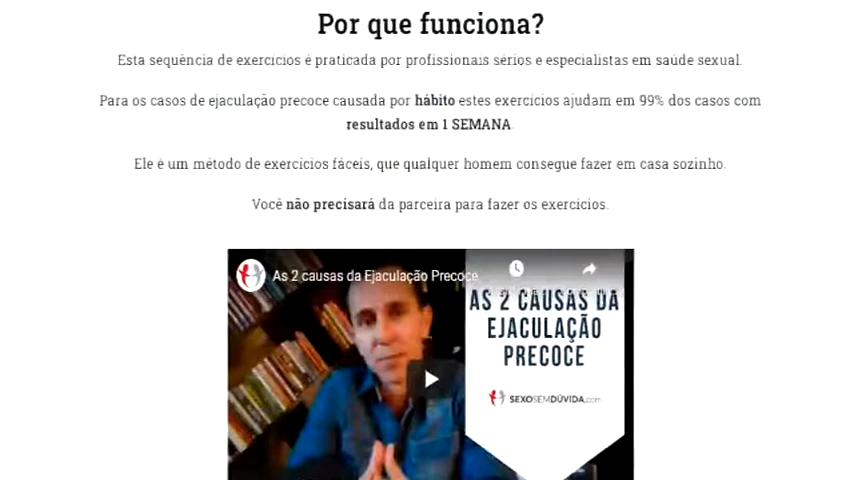 Por que funciona?
Esta sequência de exercícios é praticada por profissionais sérios e especialistas em saúde sexual.
Para os casos de ejaculação precoce causada por hábito estes exercícios ajudam em 99% dos casos com
resultados em 1 SEMANA.
Ele é um método de exercícios fáceis, que qualquer homem consegue fazer em casa sozinho.
Você não precisará da parceira para fazer os exercícios.
As 2 causas da Ejaculação Precoce
AS 2 CAUSAS DA
EJACULAÇÃO
PRECOCE
SEXOSEMDÚVIDA.com